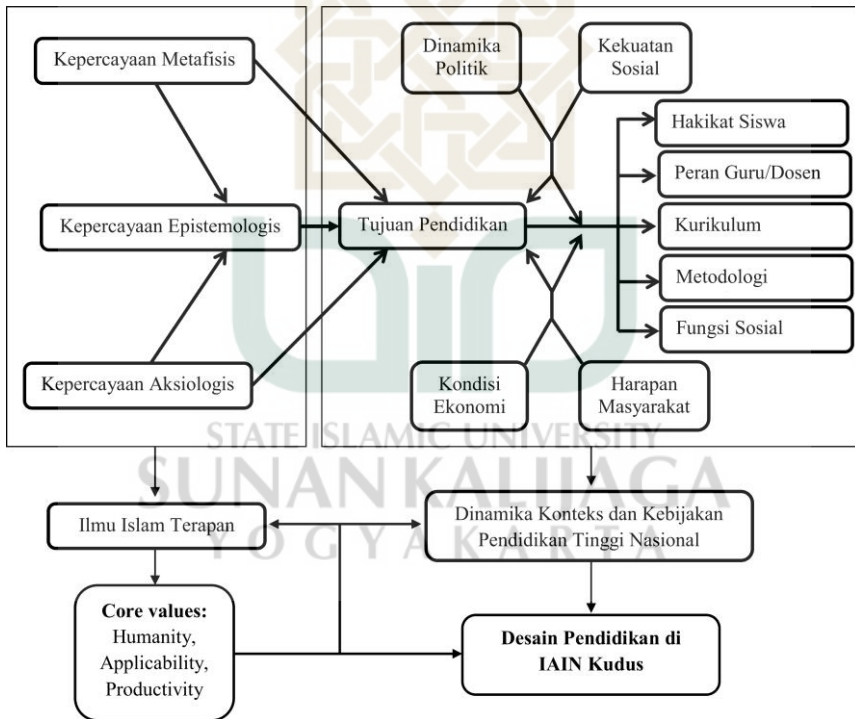 Kepercayaan Metafisis
Kepercayaan Epistemologis
Kepercayaan Aksiologis
Dinamika
Politik
Kekuatan
Sosial
Tujuan Pendidikan
Kondisi
Ekonomi
Harapan
Masyarakat
Hakikat Siswa
Peran Guru/Dosen
Kurikulum
Metodologi
Fungsi Sosial
STATE ISLAMIC UNIVERSITY
SUNAN KALIJAGA
YOGYAKARTA
Ilmu Islam Terapan
Dinamika Konteks dan Kebijakan
Pendidikan Tinggi Nasional
Core values:
Humanity,
Applicability,
Productivity
Desain Pendidikan di
IAIN Kudus